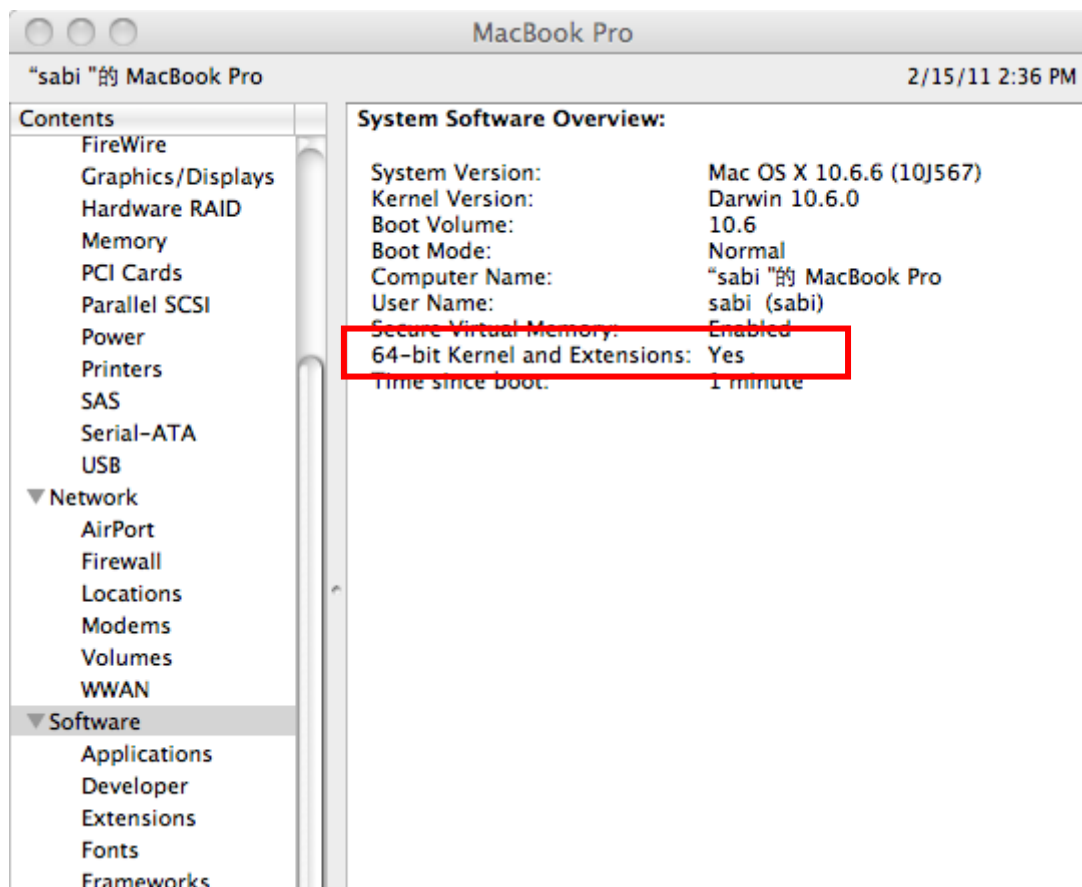 MacBook Pro
“sabi "的 MacBook Pro
2/15/11 2:36 PM
Contents
FireWire
Graphics/Displays
Hardware RAID
Memory
PCI Cards
Parallel SCSI
Power
Printers
SAS
Serial-ATA
USB
Network
AirPort
Firewall
Locations
Modems
Volumes
WWAN
Software
Applications
Developer
Extensions
Fonts
Frameworks
System Software Overview:
System Version: Mac OS X 10.6.6 (10J567)
Kernel Version: Darwin 10.6.0
Boot Volume: 10.6
Boot Mode: Normal
Computer Name: “sabi "的 MacBook Pro
User Name: sabi (sabi)
Secure Virtual Memory: Enabled
64-bit Kernel and Extensions: Yes
Time since boot: 1 minute